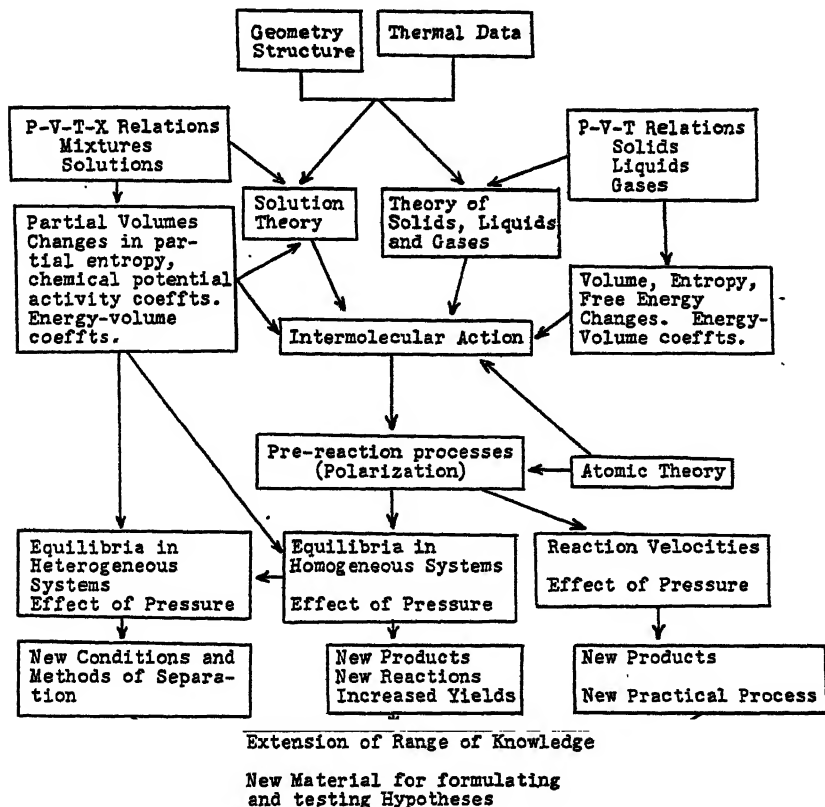 Geometry
Structure
Thermal Data
P-V-T-X Relations
Mixtures
Solutions
P-V-T Relations
Solids
Liquids
Gases
Solution
Theory
Theory of
Solids, Liquids
and Gases
Partial Volumes
Changes in par-
tial entropy,
chemical potential
activity coeffts.
Energy-volume
coeffts.
Volume, Entropy,
Free Energy
Changes. Energy-
Volume coeffts.
Intermolecular Action
Pre-reaction processes
(Polarization)
Atomic Theory
Equilibria in
Heterogeneous
Systems
Effect of Pressure
Equilibria in
Homogeneous Systems
Effect of Pressure
Reaction Velocities
Effect of Pressure
New Conditions and
Methods of Separa-
tion
New Products
New Reactions
Increased Yields
New Products
New Practical Process
Extension of Range of Knowledge
New Material for formulating
and testing Hypotheses